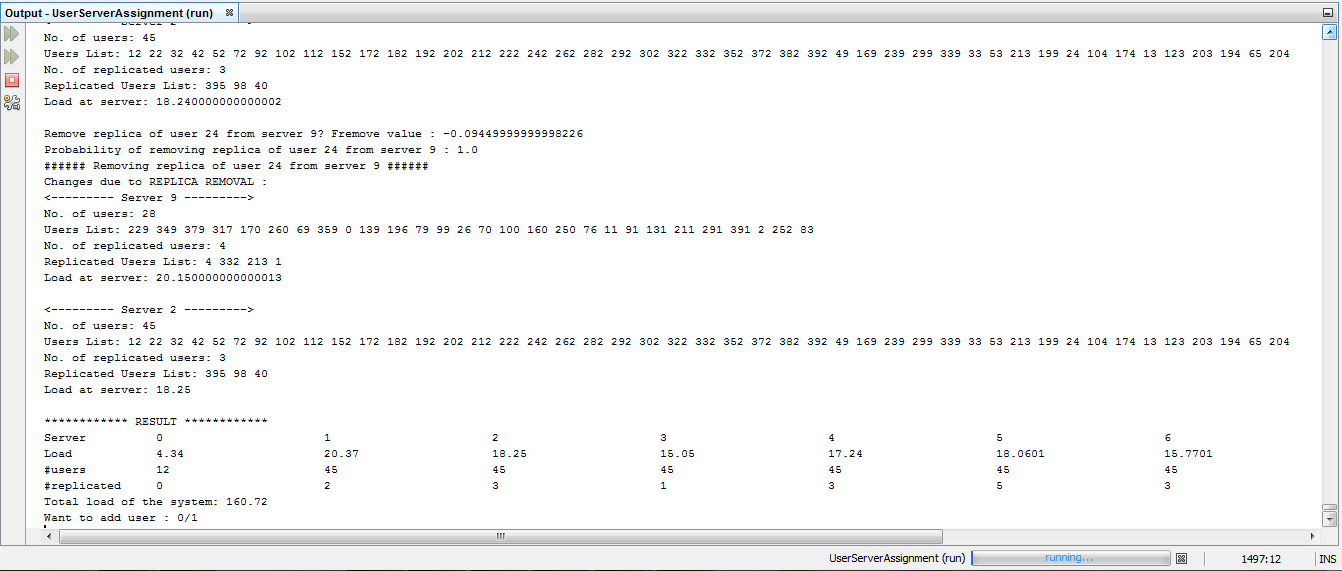 Output - UserServerAssignment (run)
<--------- Server 2 --------->
No. of users: 45
Users List: 12 22 32 42 52 72 92 102 112 152 172 182 192 202 212 222 242 262 282 292 302 322 332 352 372 382 392 49 169 239 299 339 33 53 213 199 24 104 174 13 123 203 194 65 204
No. of replicated users: 3
Replicated Users List: 395 98 40
Load at server: 18.240000000000002
Remove replica of user 24 from server 9? Fremove value : -0.09449999999998226
Probability of removing replica of user 24 from server 9 : 1.0
###### Removing replica of user 24 from server 9 ######
Changes due to REPLICA REMOVAL :
<--------- Server 9 --------->
No. of users: 28
Users List: 229 349 379 317 170 260 69 359 0 139 196 79 99 26 70 100 160 250 76 11 91 131 211 291 391 2 252 83
No. of replicated users: 4
Replicated Users List: 4 332 213 1
Load at server: 20.150000000000013
<--------- Server 2 --------->
No. of users: 45
Users List: 12 22 32 42 52 72 92 102 112 152 172 182 192 202 212 222 242 262 282 292 302 322 332 352 372 382 392 49 169 239 299 339 33 53 213 199 24 104 174 13 123 203 194 65 204
No. of replicated users: 3
Replicated Users List: 395 98 40
Load at server: 18.25
************ RESULT ************
Server 0 1 2 3 4 5 6
Load 4.34 20.37 18.25 15.05 17.24 18.0601 15.7701
#users 12 45 45 45 45 45 45
#replicated 0 2 3 1 3 5 3
Total load of the system: 160.72
Want to add user : 0/1
UserServerAssignment (run) running... 1497:12 INS